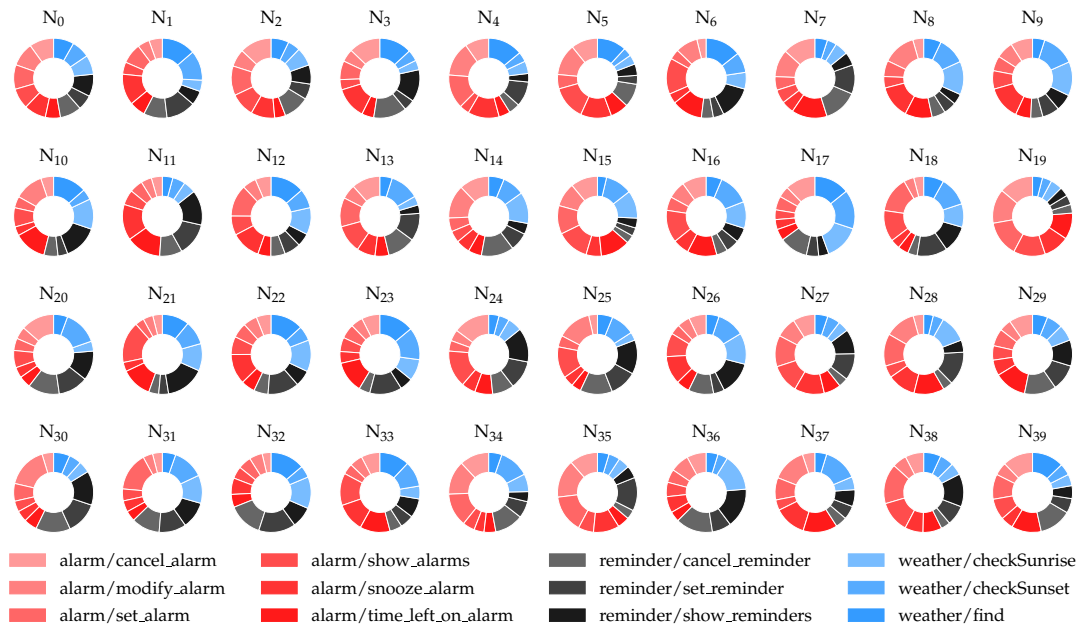 N0 N1 N2 N3 N4 N5 N6 N7 N8 N9
N10 N11 N12 N13 N14 N15 N16 N17 N18 N19
N20 N21 N22 N23 N24 N25 N26 N27 N28 N29
N30 N31 N32 N33 N34 N35 N36 N37 N38 N39
alarm/cancel_alarm alarm/show_alarms reminder/cancel_reminder weather/checkSunrise
alarm/modify_alarm alarm/snooze_alarm reminder/set_reminder weather/checkSunset
alarm/set_alarm alarm/time_left_on_alarm reminder/show_reminders weather/find